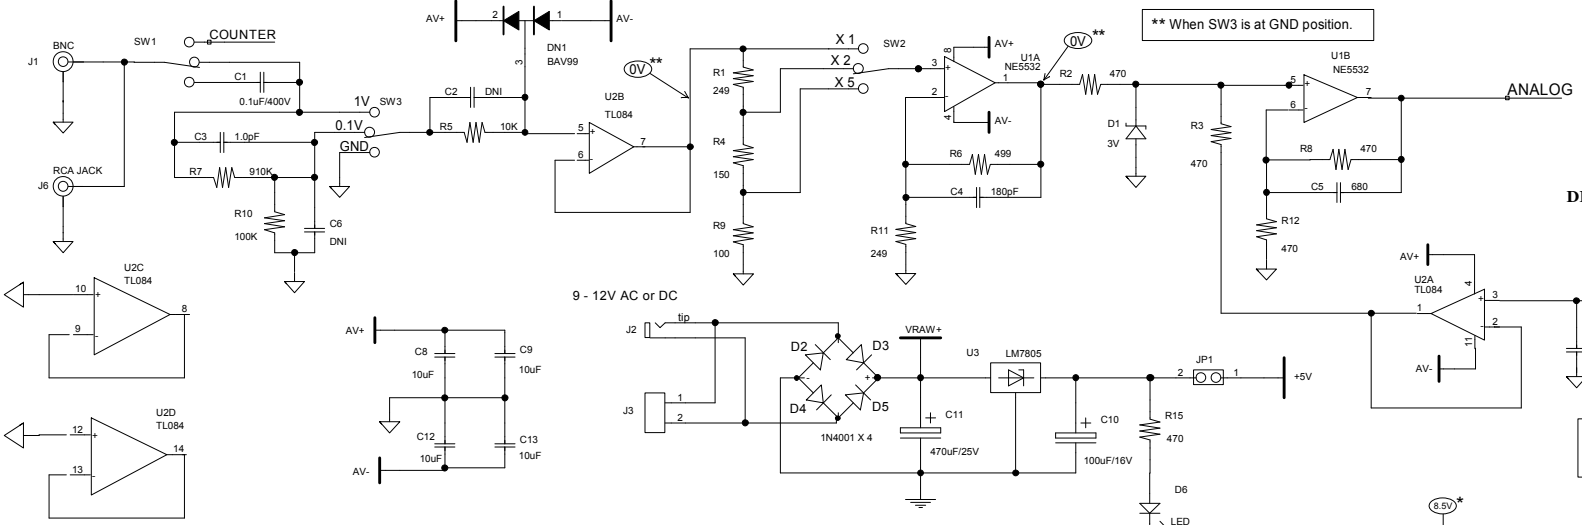 AV+
2
1
AV-
** When SW3 is at GND position.
COUNTER
SW1
BNC
J1
DN1
BAV99
3
X 1
SW2
X 2
X 5
0V
**
0V
**
8
AV+
U1A
NE5532
3
1
2
4
AV-
R2
470
U1B
NE5532
5
7
6
ANALOG
C1
0.1uF/400V
1V
SW3
0.1V
GND
C2
DNI
R5
10K
U2B
TL084
5
7
6
R1
249
R4
150
R9
100
C3
1.0pF
R7
910K
R10
100K
C6
DNI
RCA JACK
J6
D1
3V
R3
470
R6
499
C4
180pF
R11
249
R8
470
C5
680
R12
470
DI
U2C
TL084
10
8
9
AV+
C8
10uF
C9
10uF
C12
10uF
C13
10uF
AV-
9 - 12V AC or DC
J2
tip
J3
1
2
D2
D3
D4
D5
-
+
1N4001 X 4
VRAW+
U3
LM7805
C11
470uF/25V
C10
100uF/16V
JP1
2
1
+5V
R15
470
D6
LED
AV+
U2A
TL084
4
3
1
2
11
AV-
U2D
TL084
12
14
13
8.5V
*